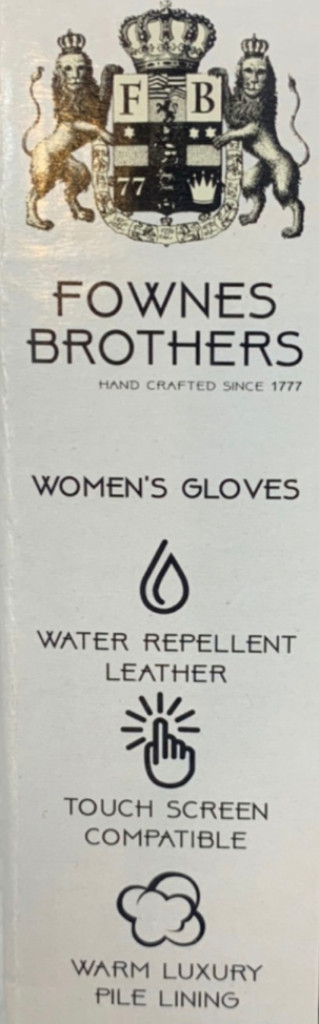 F B
77
FOWNES
BROTHERS
HAND CRAFTED SINCE 1777
WOMEN'S GLOVES
WATER REPELLENT
LEATHER
TOUCH SCREEN
COMPATIBLE
WARM LUXURY
PILE LINING